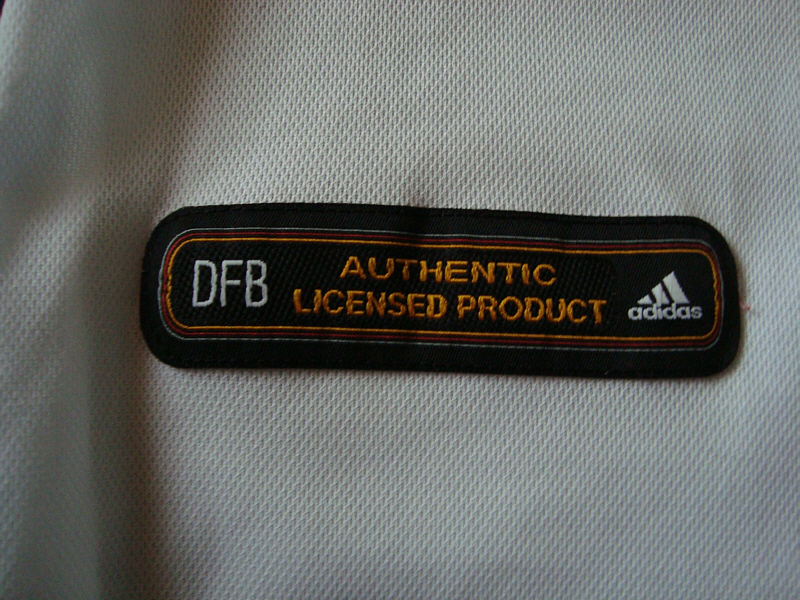 DFB
AUTHENTIC
LICENSED PRODUCT
adidas